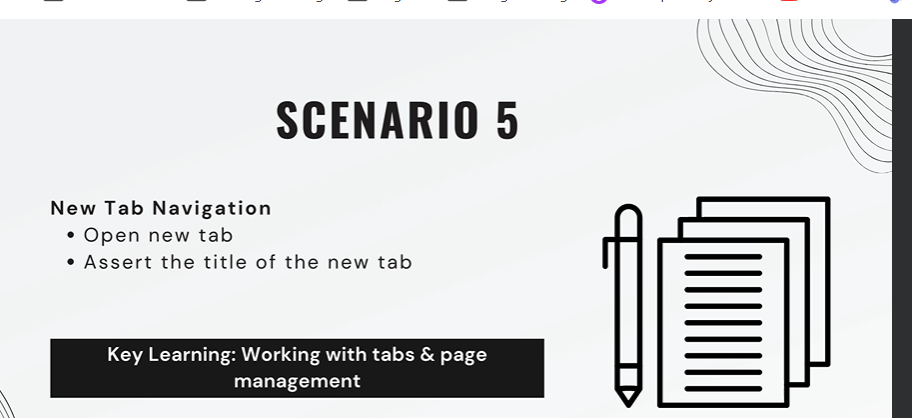 SCENARIO 5
New Tab Navigation
• Open new tab
• Assert the title of the new tab
Key Learning: Working with tabs & page
management